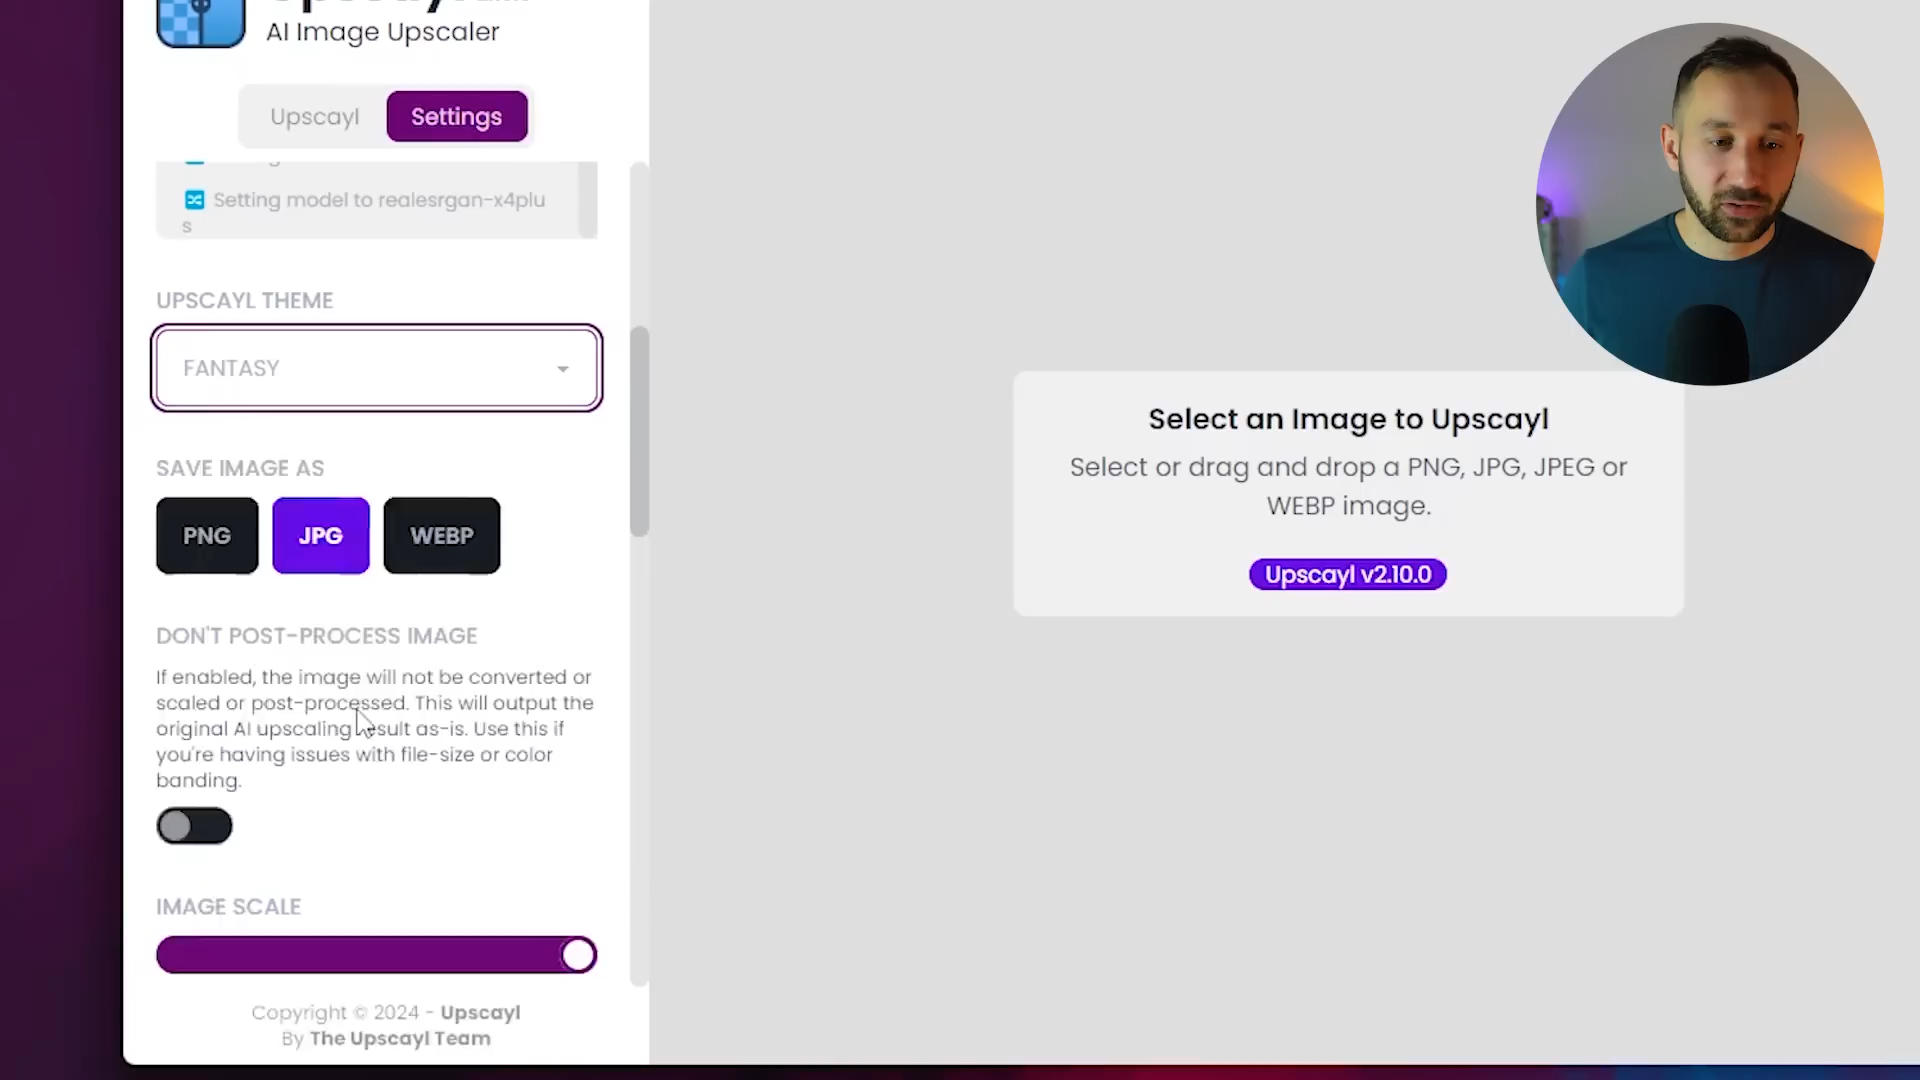 AI Image Upscaler
Upscayl
Settings
Setting model to realesrgan-x4plu
s
UPSCAYL THEME
FANTASY
SAVE IMAGE AS
PNG
JPG
WEBP
DON'T POST-PROCESS IMAGE
If enabled, the image will not be converted or
scaled or post-processed. This will output the
original AI upscaling result as-is. Use this if
you're having issues with file-size or color
banding.
IMAGE SCALE
Copyright © 2024 - Upscayl
By The Upscayl Team
Select an Image to Upscayl
Select or drag and drop a PNG, JPG, JPEG or
WEBP image.
Upscayl v2.10.0